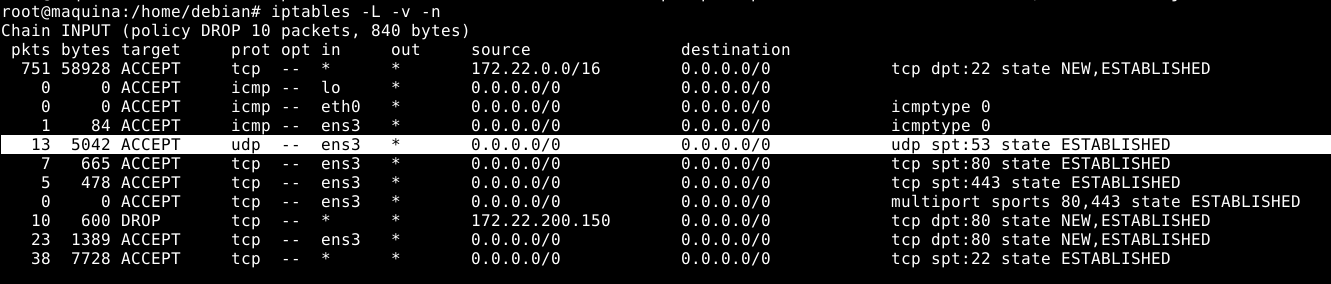 root@maquina:/home/debian# iptables -L -v -n
Chain INPUT (policy DROP 10 packets, 840 bytes)
pkts bytes target prot opt in out source destination
751 58928 ACCEPT tcp -- * * 172.22.0.0/16 0.0.0.0/0 tcp dpt:22 state NEW,ESTABLISHED
0 0 ACCEPT icmp -- lo * 0.0.0.0/0 0.0.0.0/0
0 0 ACCEPT icmp -- eth0 * 0.0.0.0/0 0.0.0.0/0 icmptype 0
1 84 ACCEPT icmp -- ens3 * 0.0.0.0/0 0.0.0.0/0 icmptype 0
13 5042 ACCEPT udp -- ens3 * 0.0.0.0/0 0.0.0.0/0 udp spt:53 state ESTABLISHED
7 665 ACCEPT tcp -- ens3 * 0.0.0.0/0 0.0.0.0/0 tcp spt:80 state ESTABLISHED
5 478 ACCEPT tcp -- ens3 * 0.0.0.0/0 0.0.0.0/0 tcp spt:443 state ESTABLISHED
0 0 ACCEPT tcp -- ens3 * 0.0.0.0/0 0.0.0.0/0 multiport sports 80,443 state ESTABLISHED
10 600 DROP tcp -- * * 172.22.200.150 0.0.0.0/0 tcp dpt:80 state NEW,ESTABLISHED
23 1389 ACCEPT tcp -- ens3 * 0.0.0.0/0 0.0.0.0/0 tcp dpt:80 state NEW,ESTABLISHED
38 7728 ACCEPT tcp -- * * 0.0.0.0/0 0.0.0.0/0 tcp spt:22 state ESTABLISHED